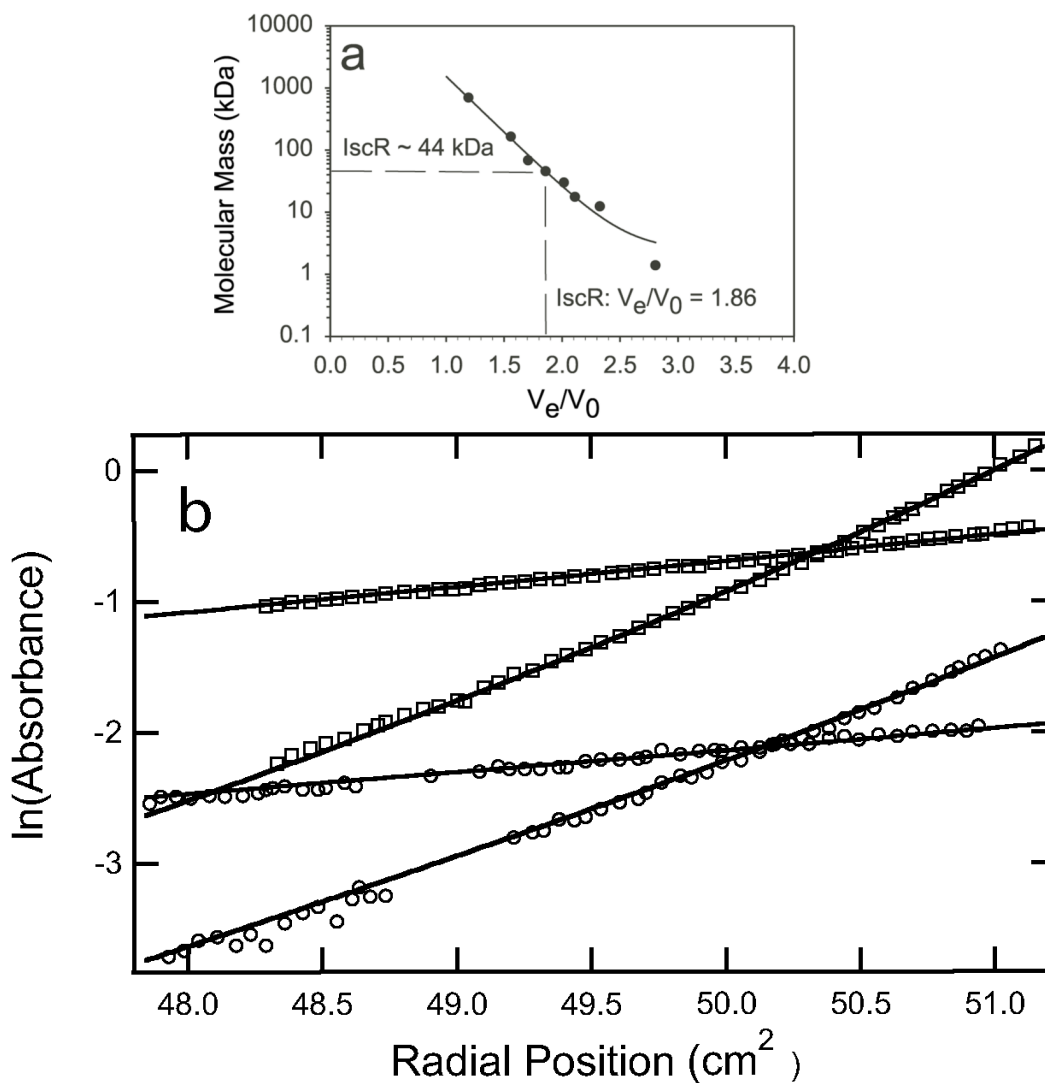 10000
a
1000
100
IscR ~ 44 kDa
10
1
IscR: Ve/V0 = 1.86
0.1
0.0 0.5 1.0 1.5 2.0 2.5 3.0 3.5 4.0
Ve/V0
Molecular Mass (kDa)
b
0
-1
-2
-3
ln(Absorbance)
48.0 48.5 49.0 49.5 50.0 50.5 51.0
Radial Position (cm2)